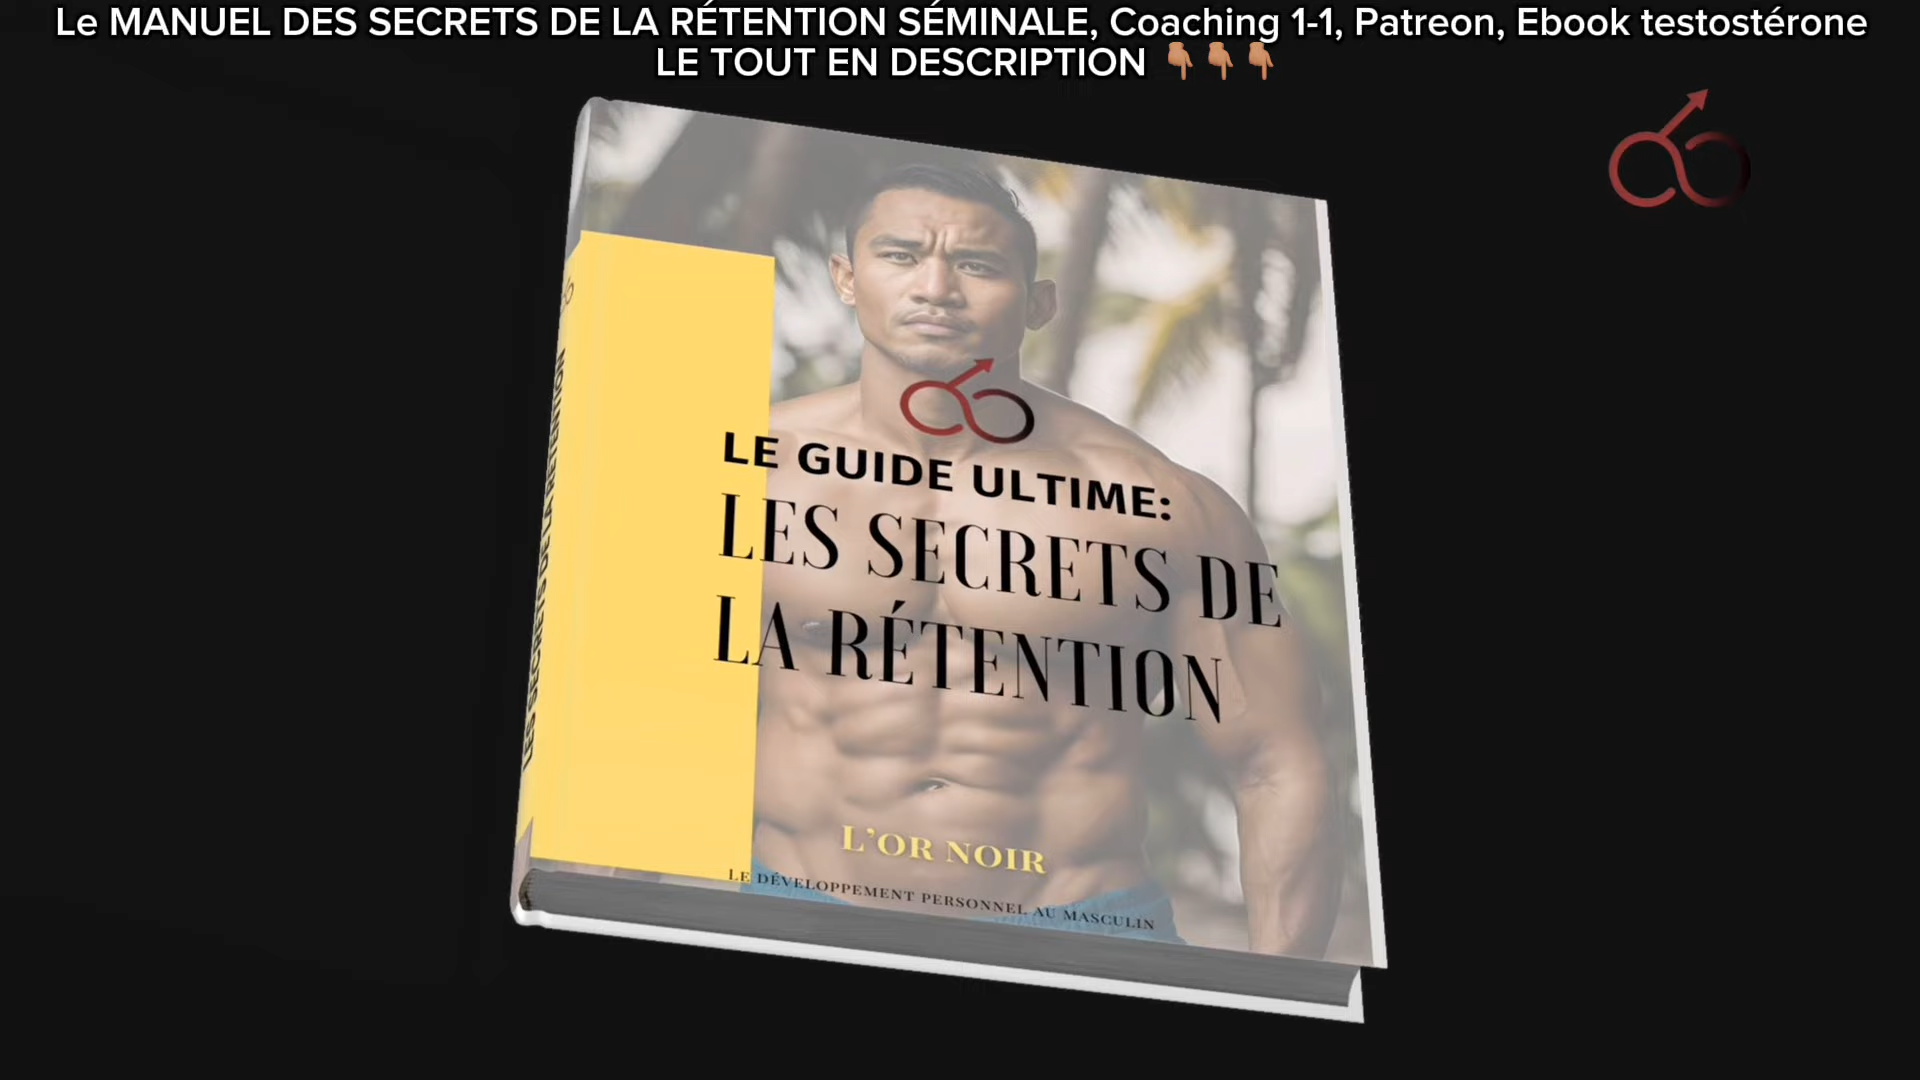 Le MANUEL DES SECRETS DE LA RÉTENTION SÉMINALE, Coaching 1-1, Patreon, Ebook testostérone
LE TOUT EN DESCRIPTION 👇🏽👇🏽👇🏽
LE GUIDE ULTIME:
LES SECRETS DE
LA RÉTENTION
L'OR NOIR
LE DÉVELOPPEMENT PERSONNEL AU MASCULIN
LES SECRETS DE LA RÉTENTION